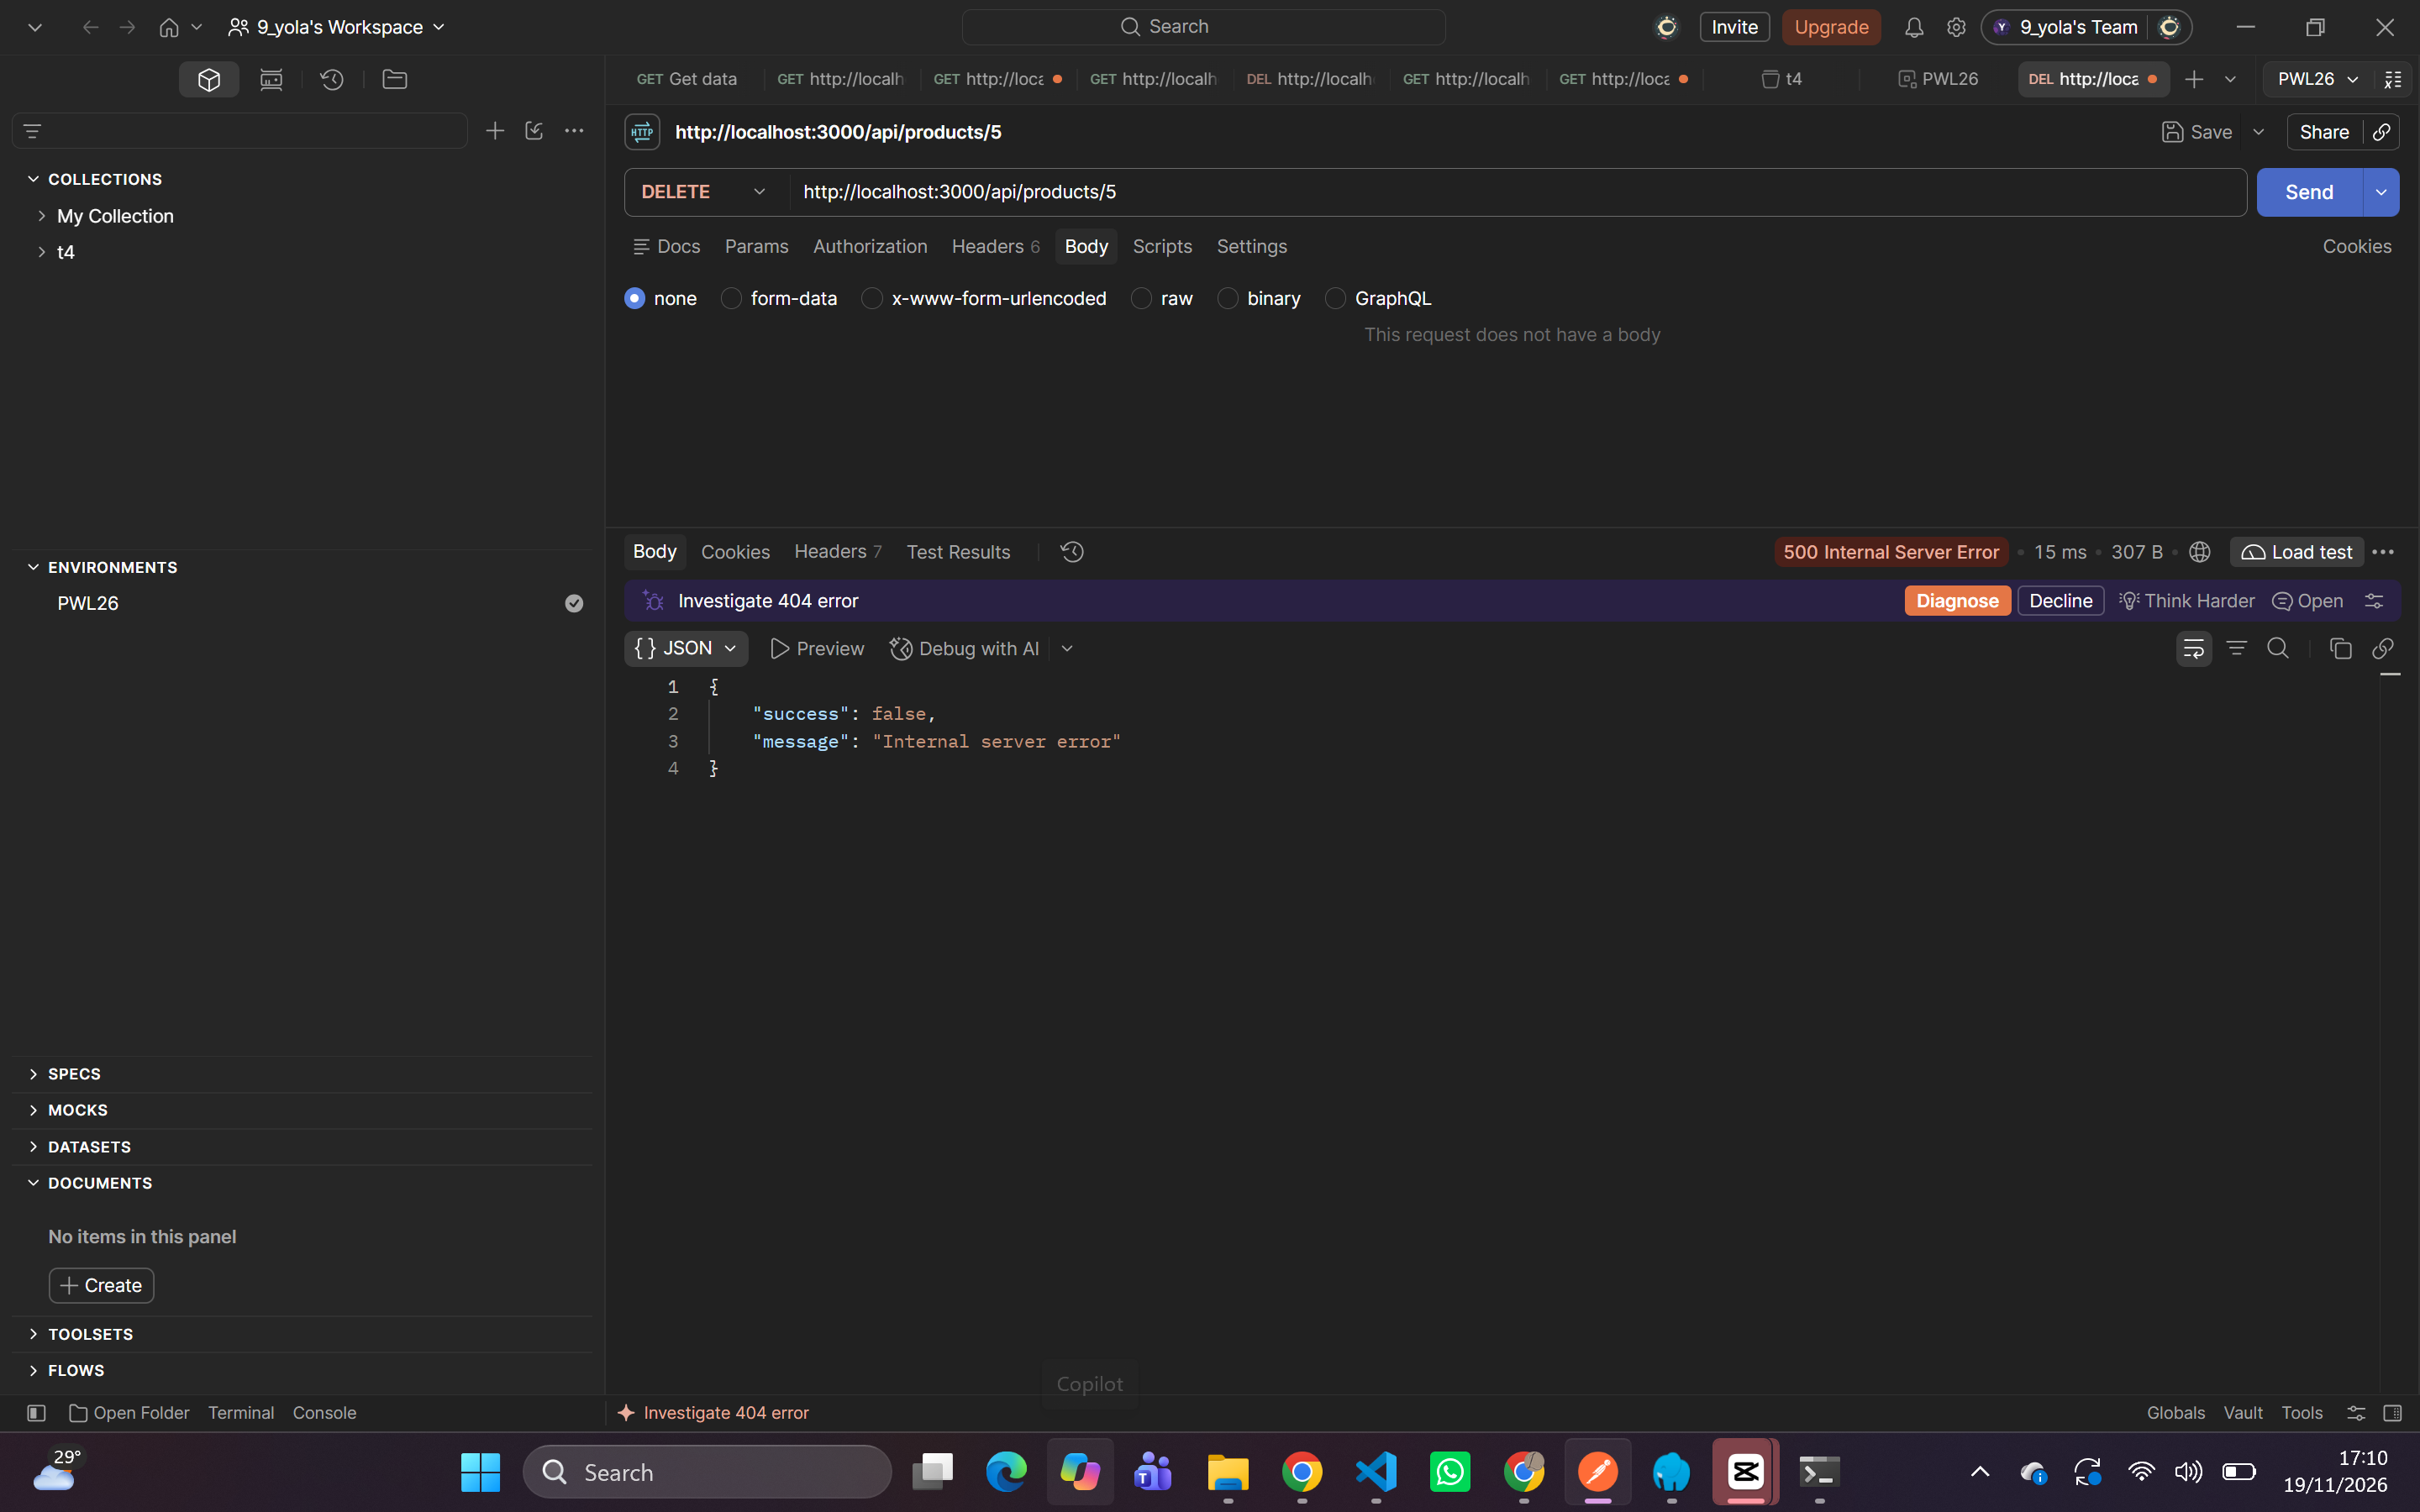 9_yola's Workspace
Search
Invite
Upgrade
Y
9_yola's Team
GET Get data
GET http://localh
GET http://loca
GET http://localh
DEL http://localh
GET http://localh
GET http://loca
t4
PWL26
DEL http://loca
PWL26
HTTP
http://localhost:3000/api/products/5
Save
Share
COLLECTIONS
My Collection
t4
DELETE
http://localhost:3000/api/products/5
Send
Docs
Params
Authorization
Headers 6
Body
Scripts
Settings
Cookies
none
form-data
x-www-form-urlencoded
raw
binary
GraphQL
This request does not have a body
ENVIRONMENTS
PWL26
Body
Cookies
Headers 7
Test Results
500 Internal Server Error
15 ms
307 B
Load test
Investigate 404 error
Diagnose
Decline
Think Harder
Open
{} JSON
Preview
Debug with AI
1 {
2 "success": false,
3 "message": "Internal server error"
4 }
SPECS
MOCKS
DATASETS
DOCUMENTS
No items in this panel
Create
TOOLSETS
FLOWS
Copilot
Open Folder
Terminal
Console
Investigate 404 error
Globals
Vault
Tools
29°
Search
17:10
19/11/2026